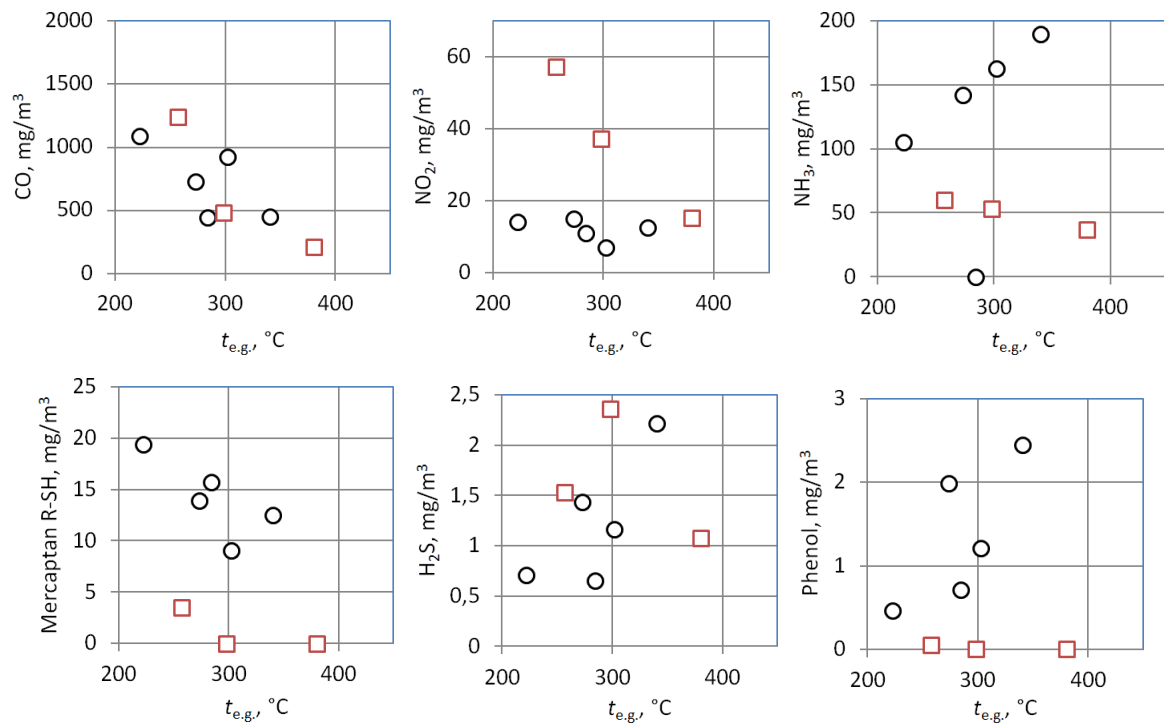 CO, mg/m³
2000
1500
1000
500
0
200 300 400
t e.g., °C
NO₂, mg/m³
60
40
20
0
200 300 400
t e.g., °C
NH₃, mg/m³
200
150
100
50
0
200 300 400
t e.g., °C
Mercaptan R-SH, mg/m³
25
20
15
10
5
0
200 300 400
t e.g., °C
H₂S, mg/m³
2,5
2
1,5
1
0,5
0
200 300 400
t e.g., °C
Phenol, mg/m³
3
2
1
0
200 300 400
t e.g., °C